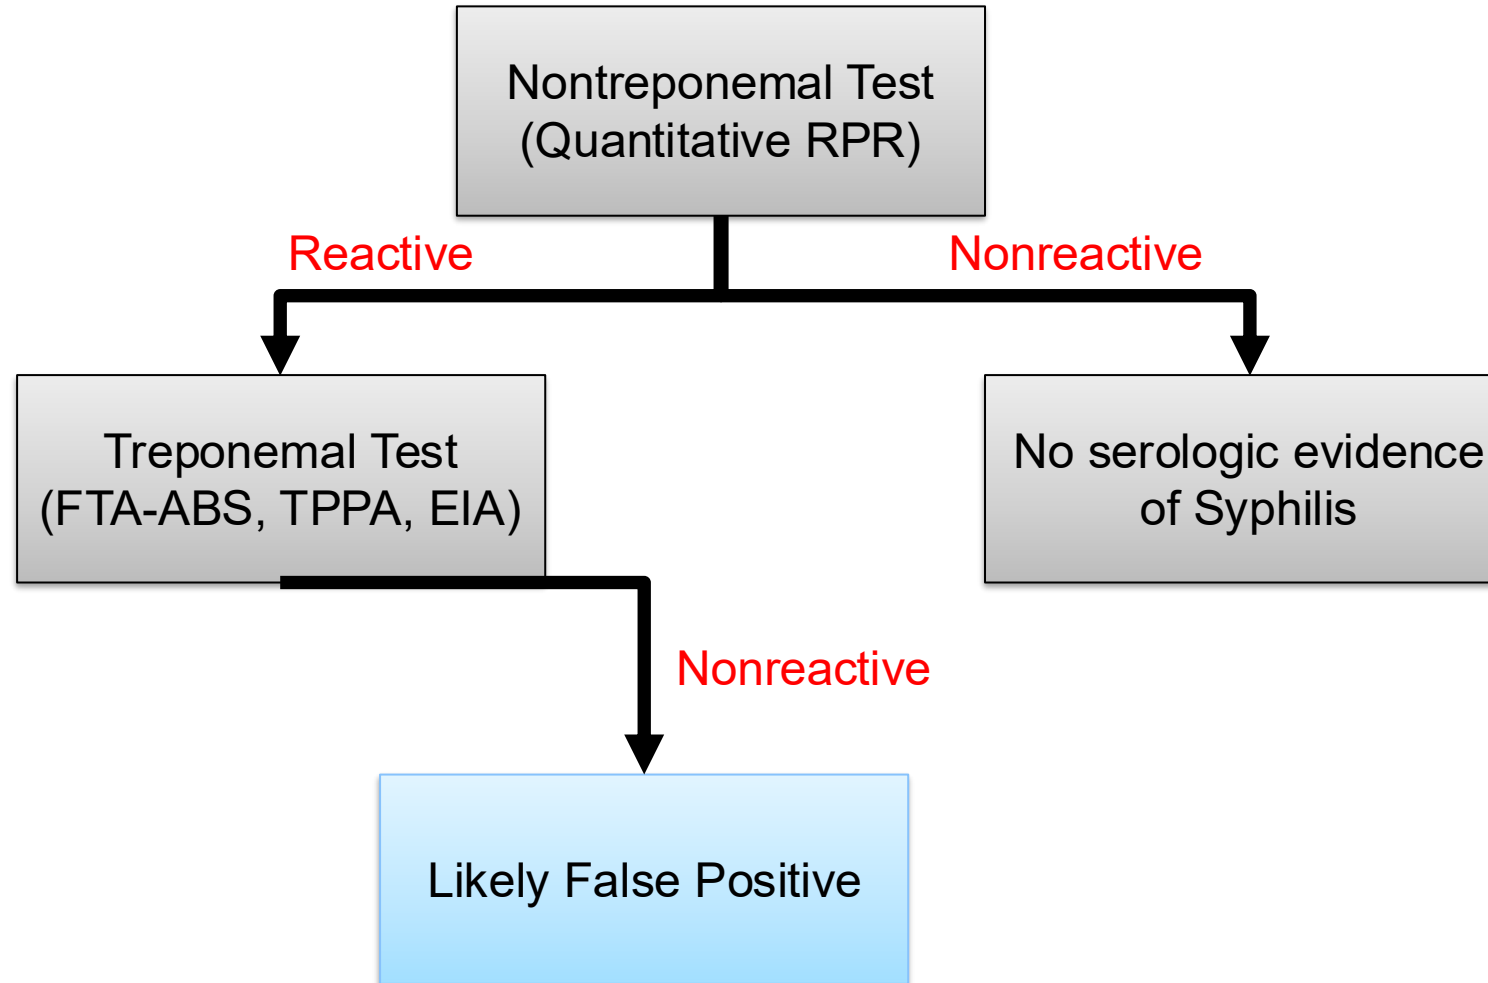 Nontreponemal Test
(Quantitative RPR)
Reactive
Nonreactive
Treponemal Test
(FTA-ABS, TPPA, EIA)
No serologic evidence
of Syphilis
Nonreactive
Likely False Positive